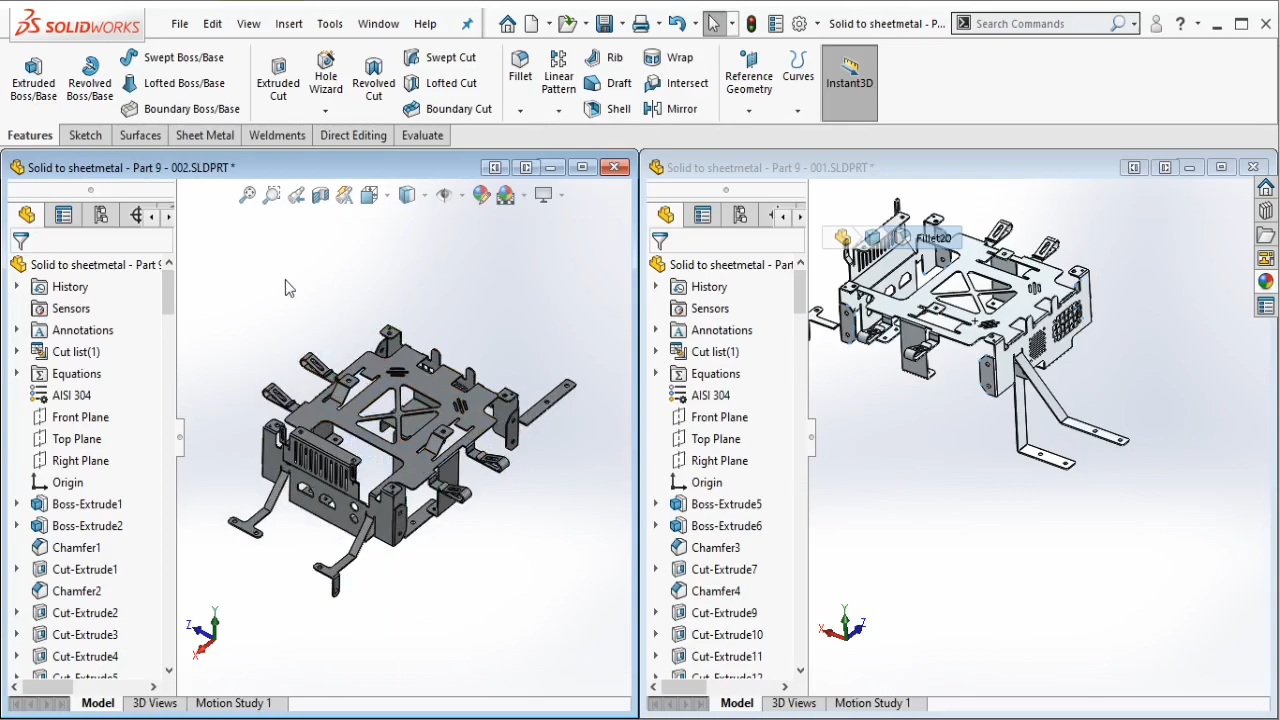 SOLIDWORKS File Edit View Insert Tools Window Help Solid to sheetmetal - P... Search Commands ?
Extruded Boss/Base Revolved Boss/Base Swept Boss/Base Lofted Boss/Base Boundary Boss/Base Extruded Cut Hole Wizard Revolved Cut Swept Cut Lofted Cut Boundary Cut Fillet Linear Pattern Rib Draft Shell Wrap Intersect Mirror Reference Geometry Curves Instant3D
Features Sketch Surfaces Sheet Metal Weldments Direct Editing Evaluate
Solid to sheetmetal - Part 9 - 002.SLDPRT *
Solid to sheetmetal - Part 9
History
Sensors
Annotations
Cut list(1)
Equations
AISI 304
Front Plane
Top Plane
Right Plane
Origin
Boss-Extrude1
Boss-Extrude2
Chamfer1
Cut-Extrude1
Chamfer2
Cut-Extrude2
Cut-Extrude3
Cut-Extrude4
Cut-Extrude5
Z Y X
Model 3D Views Motion Study 1
Solid to sheetmetal - Part 9 - 001.SLDPRT *
Fillet20
Solid to sheetmetal - Part
History
Sensors
Annotations
Cut list(1)
Equations
AISI 304
Front Plane
Top Plane
Right Plane
Origin
Boss-Extrude5
Boss-Extrude6
Chamfer3
Cut-Extrude7
Chamfer4
Cut-Extrude9
Cut-Extrude10
Cut-Extrude11
Cut-Extrude12
X Y Z
Model 3D Views Motion Study 1